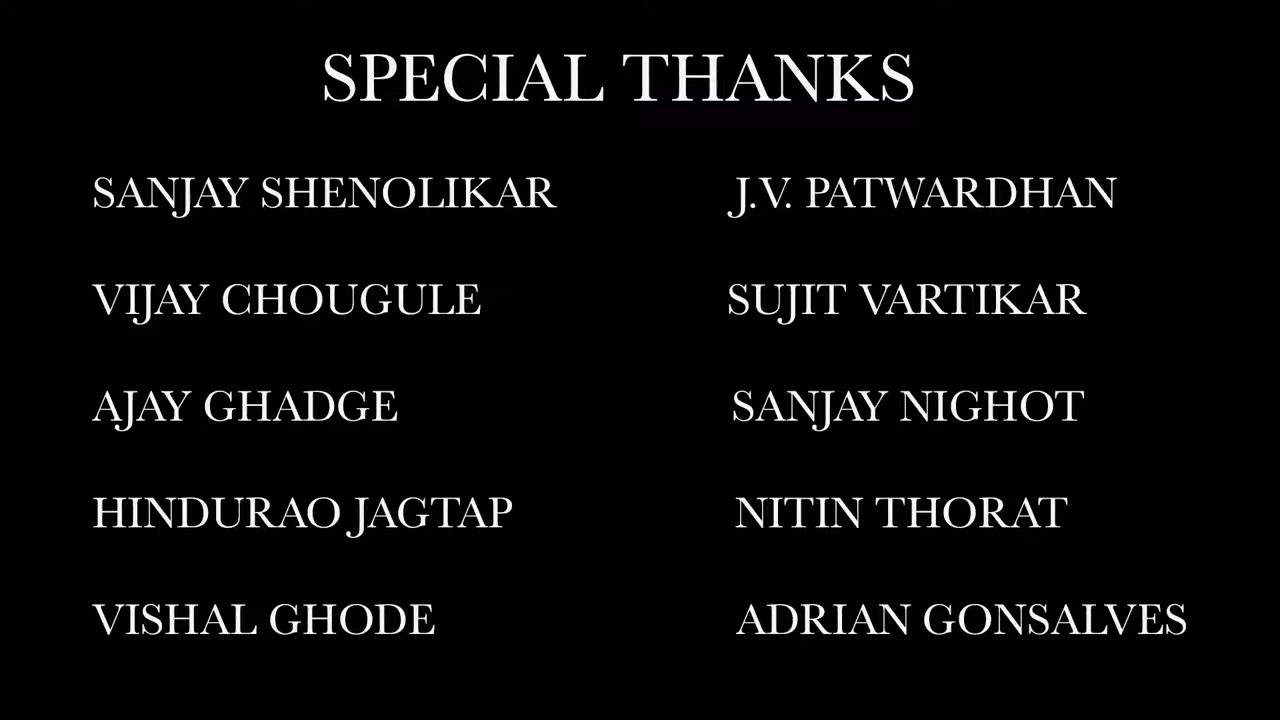 SPECIAL THANKS
SANJAY SHENOLIKAR J.V. PATWARDHAN
VIJAY CHOUGULE SUJIT VARTIKAR
AJAY GHADGE SANJAY NIGHOT
HINDURAO JAGTAP NITIN THORAT
VISHAL GHODE ADRIAN GONSALVES